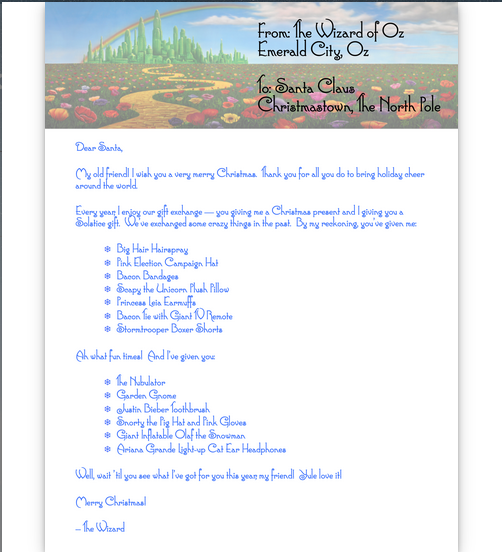 From: The Wizard of Oz
Emerald City, Oz
To: Santa Claus
Christmastown, The North Pole
Dear Santa,
My old friend! I wish you a very merry Christmas. Thank you for all you do to bring holiday cheer
around the world.
Every year, I enjoy our gift exchange — you giving me a Christmas present and I giving you a
Solstice gift. We've exchanged some crazy things in the past. By my reckoning, you've given me:
❄ Big Hair Hairspray
❄ Pink Election Campaign Hat
❄ Bacon Bandages
❄ Soapy the Unicorn Plush Pillow
❄ Princess Leia Earmuffs
❄ Bacon Tie with Giant TV Remote
❄ Stormtrooper Boxer Shorts
Ah what fun times! And I've given you:
❄ The Nubulator
❄ Garden Gnome
❄ Justin Bieber Toothbrush
❄ Snorty the Pig Hat and Pink Gloves
❄ Giant Inflatable Olaf the Snowman
❄ Ariana Grande Light-up Cat Ear Headphones
Well, wait 'til you see what I've got for you this year, my friend! Yule love it!
Merry Christmas!
– The Wizard